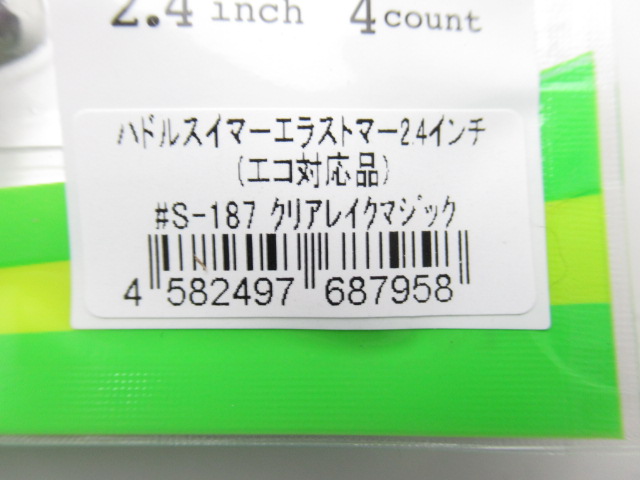 2.4 inch 4 count
ハドルスイマーエラストマー2.4インチ
(エコ対応品)
#S-187 クリアレイクマジック
4 582497 687958